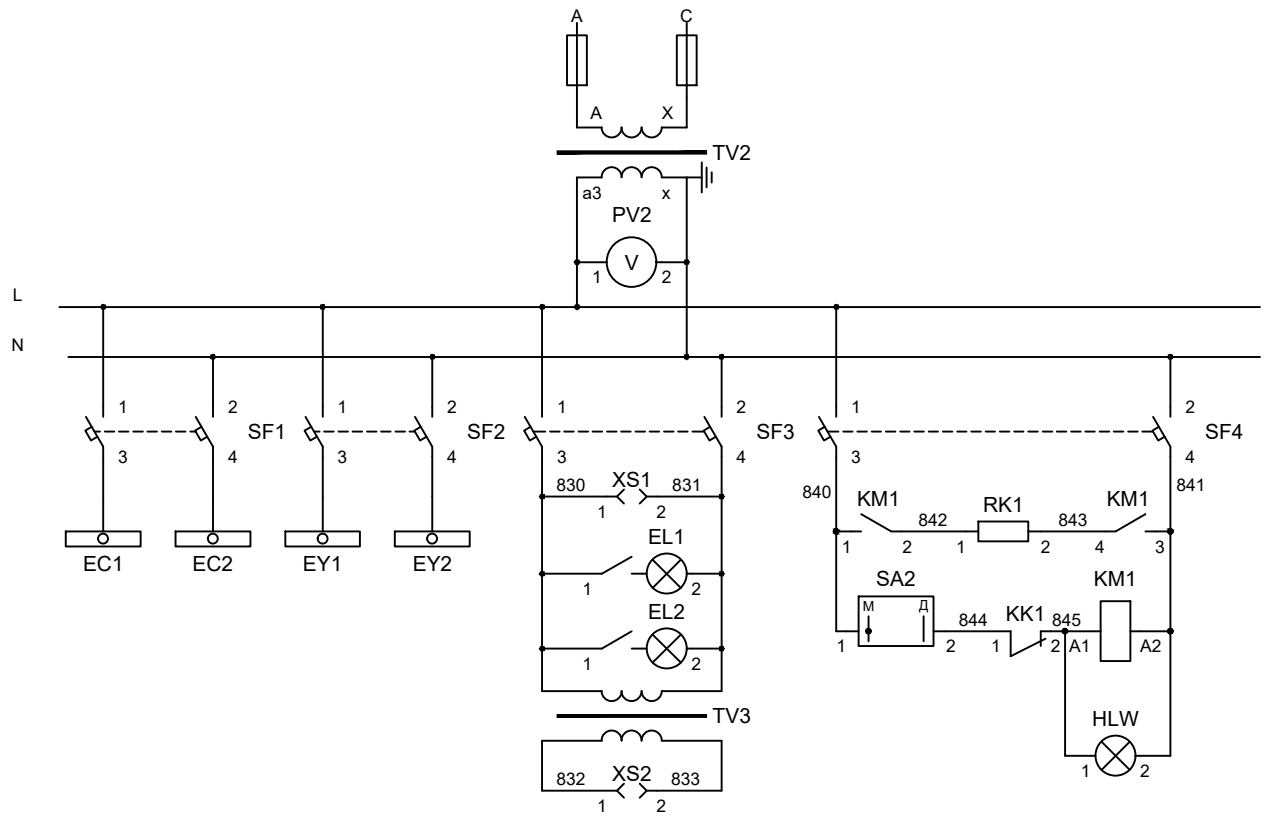 A C
A X
TV2
a3 x
PV2
1 V 2
L
N
1 2 1 2 1 2 1 2
SF1 SF2 SF3 SF4
3 4 3 4 3 4 3 4
830 XS1 831 840 841
1 2
KM1 842 RK1 843 KM1
1 2 1 2 4 3
EC1 EC2 EY1 EY2
EL1
1 2
SA2 KM1
М Д 844 KK1 845
1 2 1 2 A1 A2
EL2
1 2
TV3
HLW
1 2
832 XS2 833
1 2